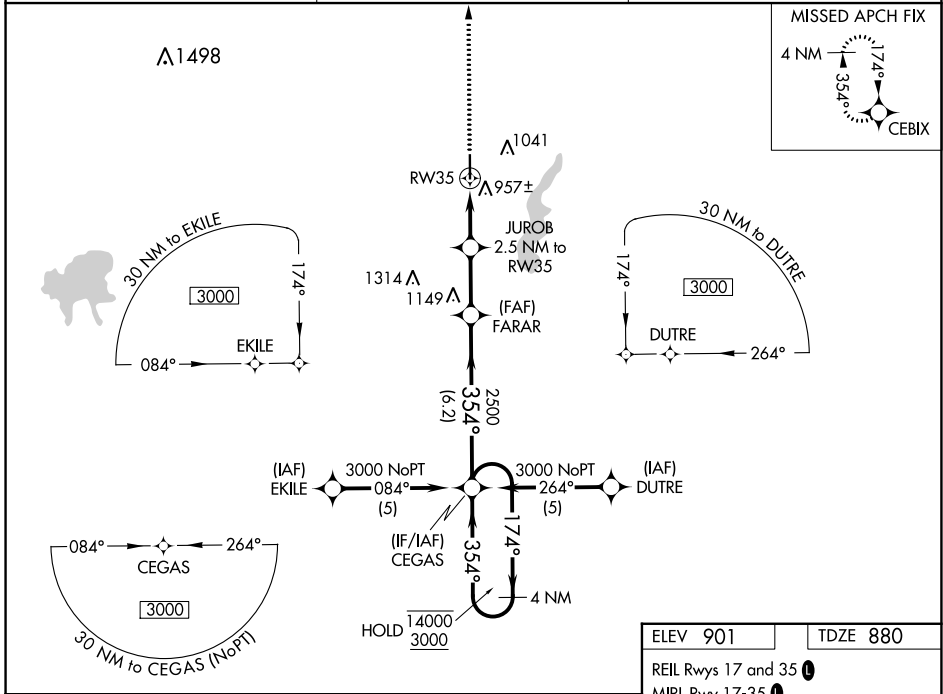 MISSED APCH FIX
4 NM
174°
354°
CEBIX
1498
1041
RW35
957±
JUROB
2.5 NM to
RW35
30 NM to EKILE
174°
3000
EKILE
084°
30 NM to DUTRE
174°
3000
DUTRE
264°
1314
1149
(FAF)
FARAR
2500
354°
(6.2)
(IAF)
EKILE
3000 NoPT
084°
(5)
3000 NoPT
264°
(5)
(IAF)
DUTRE
(IF/IAF)
CEGAS
354°
174°
4 NM
HOLD 14000
3000
084°
264°
CEGAS
3000
30 NM to CEGAS (NoPT)
ELEV 901
TDZE 880
REIL Rwys 17 and 35 L
MIRL Rwy 17-35 L